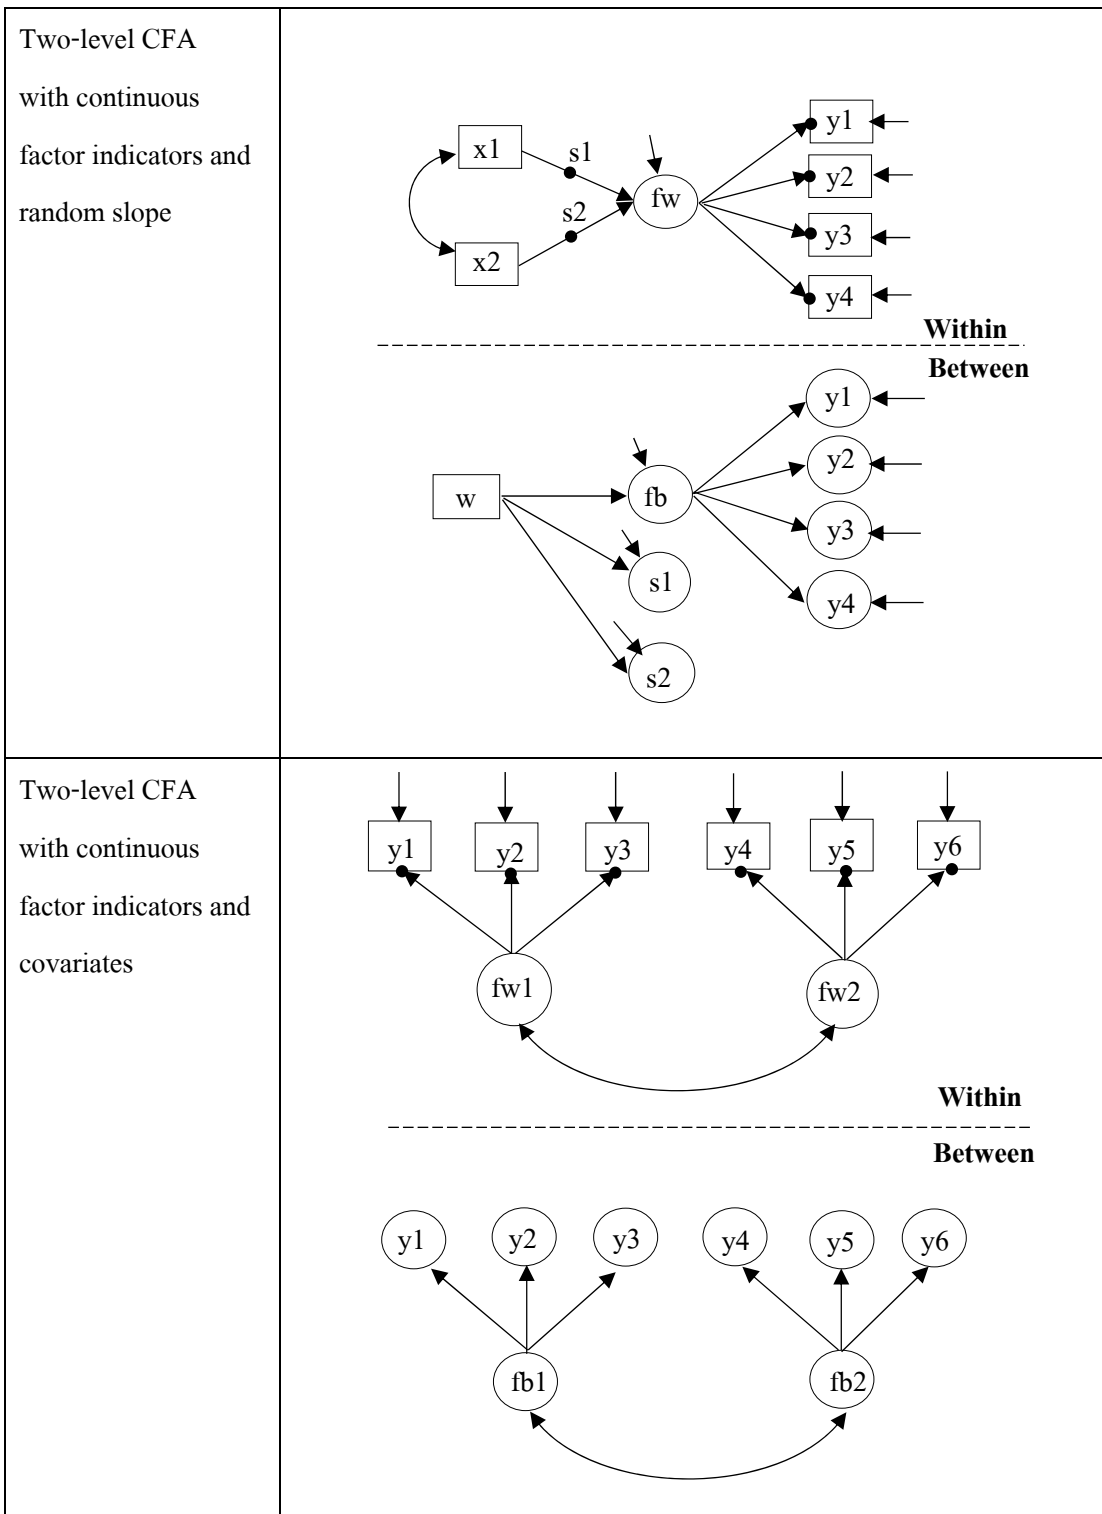 Two-level CFA
with continuous
factor indicators and
random slope
x1
s1
s2
x2
fw
y1
y2
y3
y4
Within
Between
w
fb
s1
s2
y1
y2
y3
y4
Two-level CFA
with continuous
factor indicators and
covariates
y1 y2 y3 y4 y5 y6
fw1 fw2
Within
Between
y1 y2 y3 y4 y5 y6
fb1 fb2